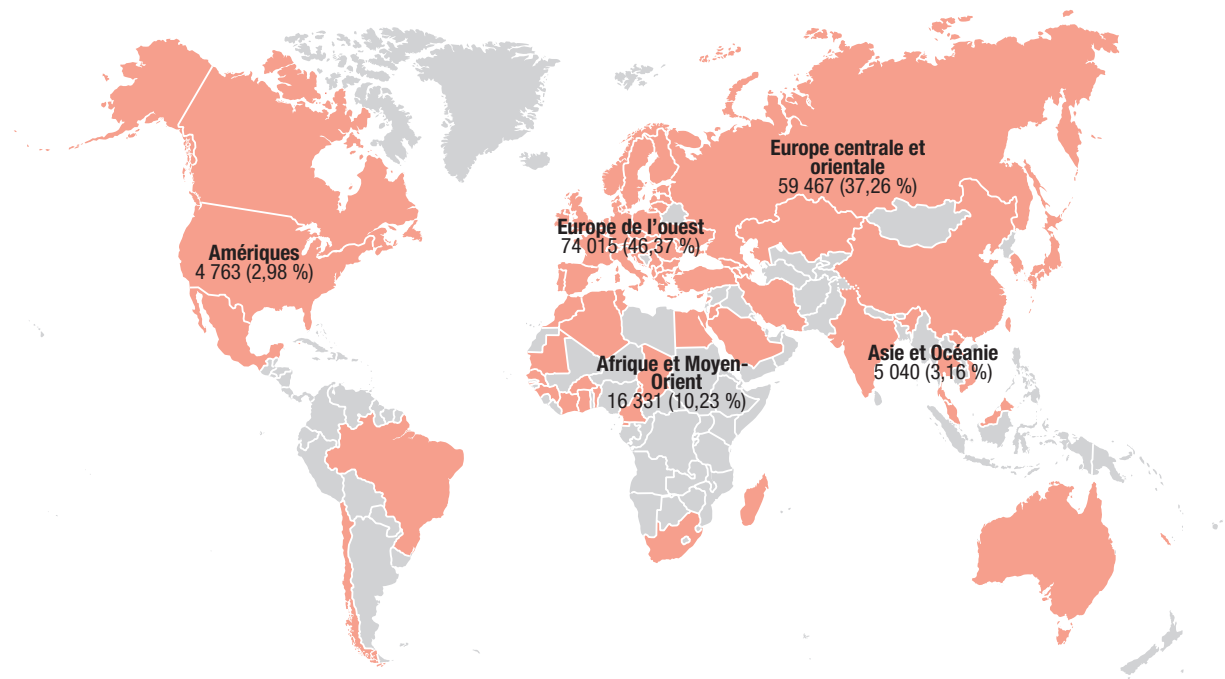 Europe centrale et
orientale
59 467 (37,26 %)
Europe de l'ouest
74 015 (46,37 %)
Amériques
4 763 (2,98 %)
Asie et Océanie
5 040 (3,16 %)
Afrique et Moyen-
Orient
16 331 (10,23 %)